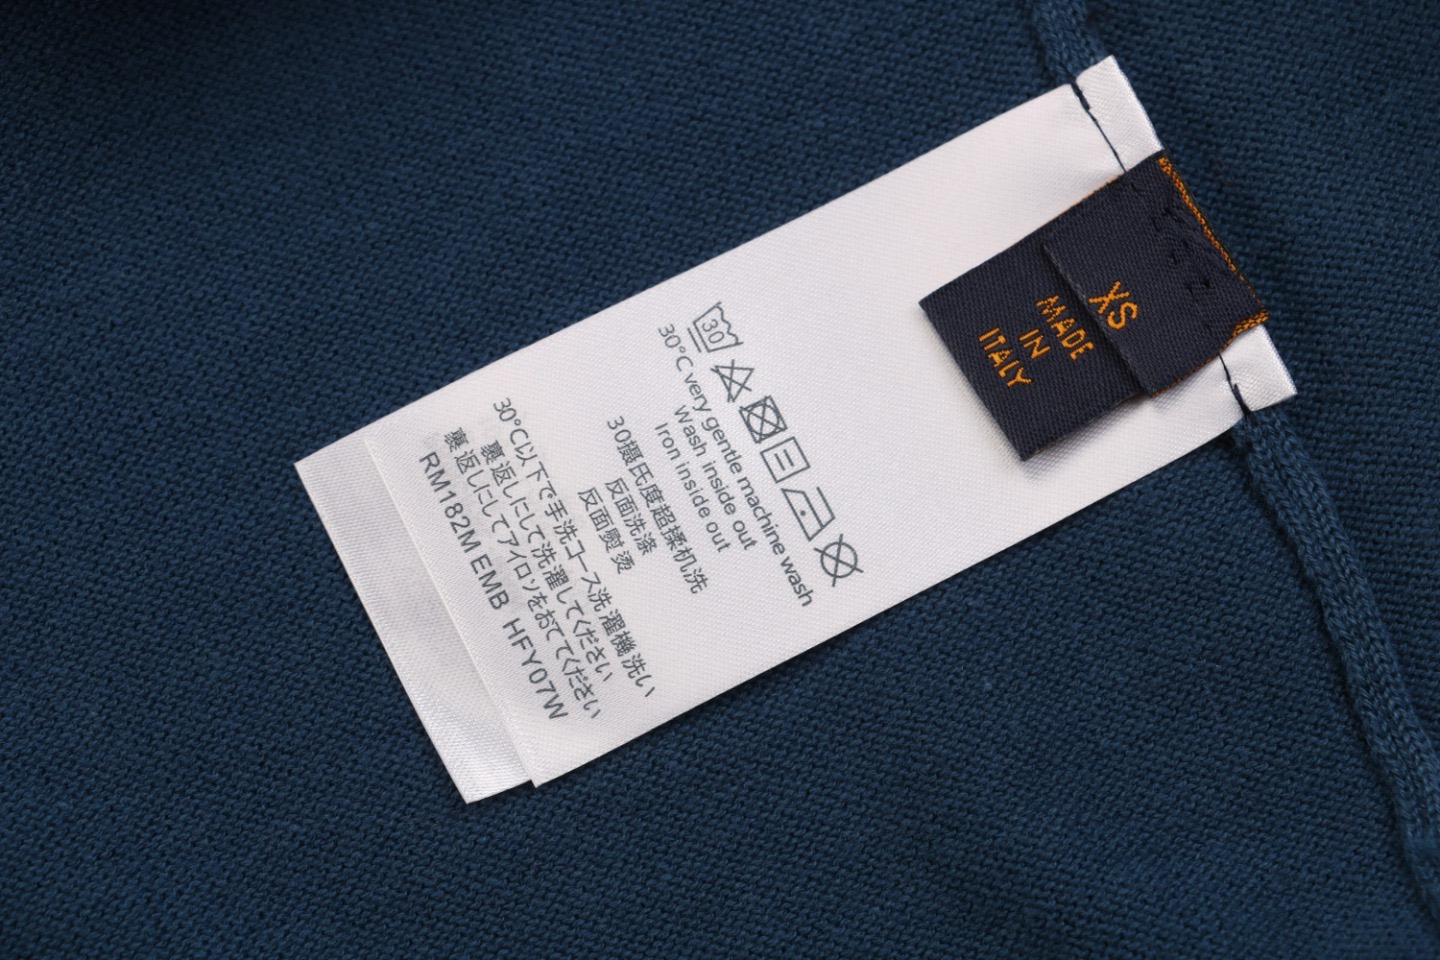 XS
MADE
IN
ITALY
30
30°C very gentle machine wash
Wash inside out
Iron inside out
30摄氏度超揉机洗
反面洗涤
反面熨烫
30°C以下で手洗コース洗濯機洗い
裏返しにして洗濯してください
裏返しにしてアイロンをおててください
RM182M EMB HFY07W